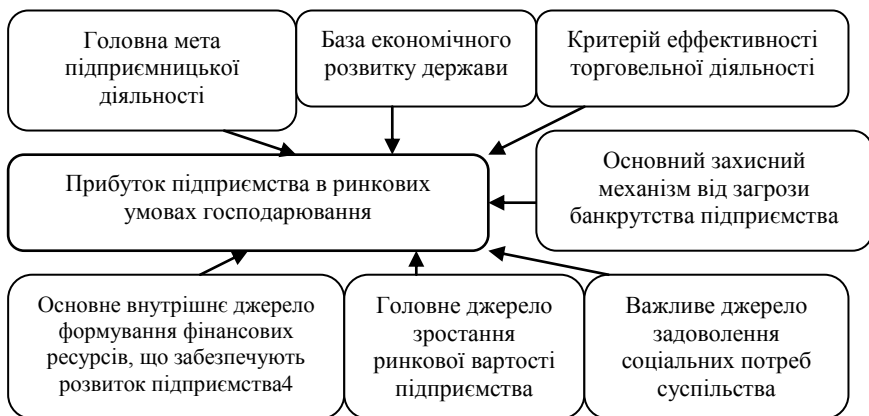 Головна мета
підприємницької
діяльності
База економічного
розвитку держави
Критерій еффективності
торговельної діяльності
Прибуток підприємства в ринкових
умовах господарювання
Основний захисний
механізм від загрози
банкрутства підприємства
Основне внутрішнє джерело
формування фінансових
ресурсів, що забезпечують
розвиток підприємства4
Головне джерело
зростання
ринкової вартості
підприємства
Важливе джерело
задоволення
соціальних потреб
суспільства